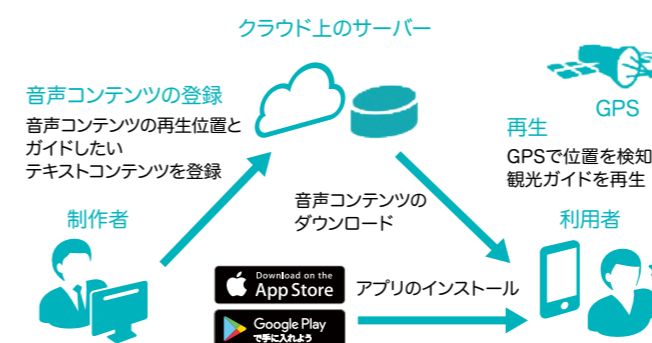 クラウド上のサーバー
音声コンテンツの登録
音声コンテンツの再生位置と
ガイドしたい
テキストコンテンツを登録
GPS
再生
GPSで位置を検知
観光ガイドを再生
音声コンテンツの
ダウンロード
制作者
利用者
Download on the
App Store
アプリのインストール
Google Play
で手に入れよう